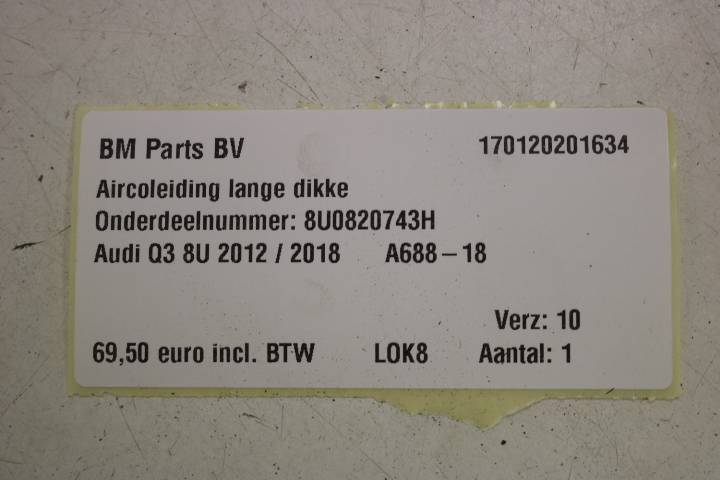 BM Parts BV 170120201634
Aircoleiding lange dikke
Onderdeelnummer: 8U0820743H
Audi Q3 8U 2012 / 2018 A688-18
Verz: 10
69,50 euro incl. BTW LOK8 Aantal: 1